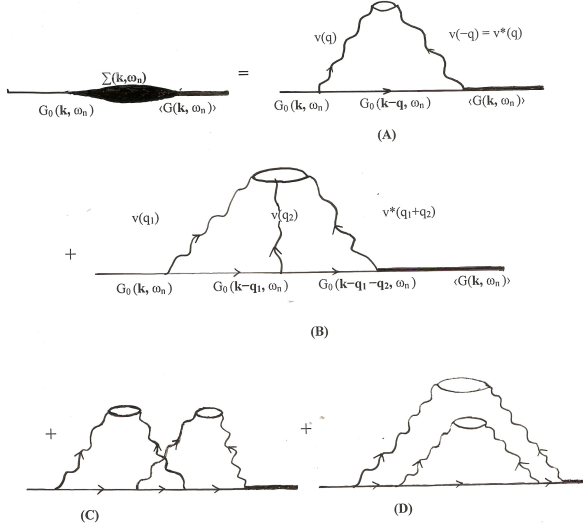 v(q)
v(−q) = v*(q)
∑(k,ωn)
=
G₀(k, ωₙ)
‹G(k, ωₙ)›
G₀(k, ωₙ)
G₀(k−q, ωₙ)
‹G(k, ωₙ)›
(A)
v(q₁)
v(q₂)
v*(q₁+q₂)
+
G₀(k, ωₙ)
G₀(k−q₁, ωₙ)
G₀(k−q₁−q₂, ωₙ)
‹G(k, ωₙ)›
(B)
+
+
(C)
(D)